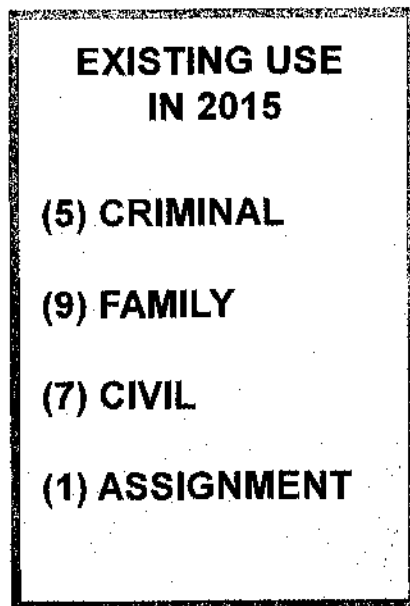 EXISTING USE
IN 2015
(5) CRIMINAL
(9) FAMILY
(7) CIVIL
(1) ASSIGNMENT